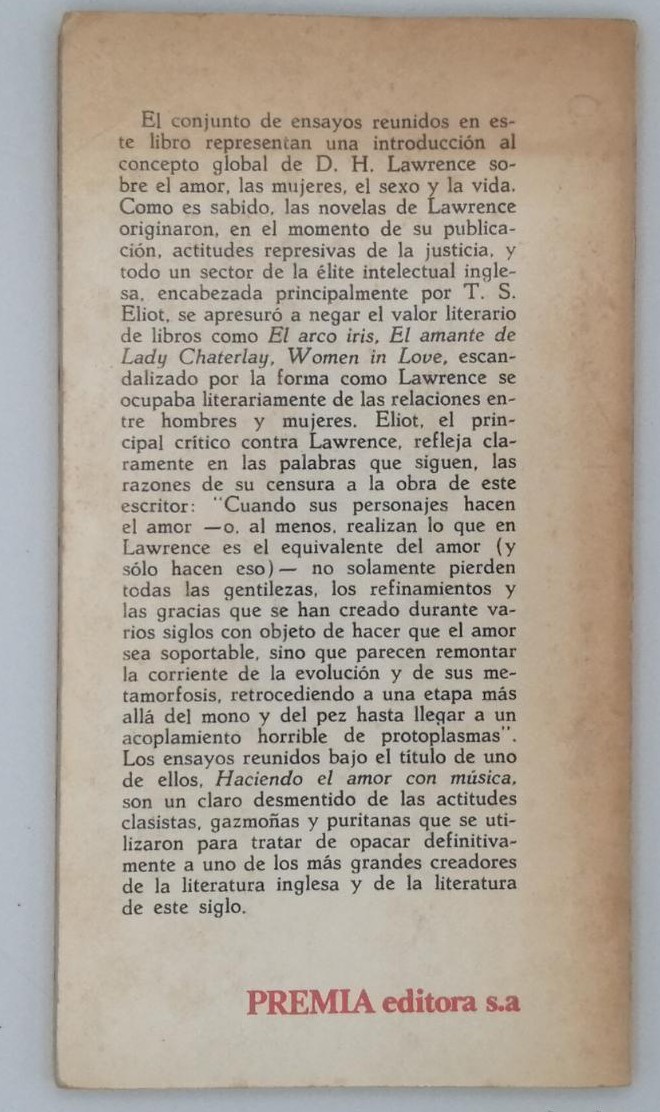 El conjunto de ensayos reunidos en es-
te libro representan una introducción al
concepto global de D. H. Lawrence so-
bre el amor, las mujeres, el sexo y la vida.
Como es sabido, las novelas de Lawrence
originaron, en el momento de su publica-
ción, actitudes represivas de la justicia, y
todo un sector de la élite intelectual ingle-
sa, encabezada principalmente por T. S.
Eliot, se apresuró a negar el valor literario
de libros como El arco iris, El amante de
Lady Chaterlay, Women in Love, escan-
dalizado por la forma como Lawrence se
ocupaba literariamente de las relaciones en-
tre hombres y mujeres. Eliot, el prin-
cipal crítico contra Lawrence, refleja cla-
ramente en las palabras que siguen, las
razones de su censura a la obra de este
escritor: "Cuando sus personajes hacen
el amor —o, al menos, realizan lo que en
Lawrence es el equivalente del amor (y
sólo hacen eso)— no solamente pierden
todas las gentilezas, los refinamientos y
las gracias que se han creado durante va-
rios siglos con objeto de hacer que el amor
sea soportable, sino que parecen remontar
la corriente de la evolución y de sus me-
tamorfosis, retrocediendo a una etapa más
allá del mono y del pez hasta llegar a un
acoplamiento horrible de protoplasmas".
Los ensayos reunidos bajo el título de uno
de ellos, Haciendo el amor con música,
son un claro desmentido de las actitudes
clasistas, gazmoñas y puritanas que se uti-
lizaron para tratar de opacar definitiva-
mente a uno de los más grandes creadores
de la literatura inglesa y de la literatura
de este siglo.
PREMIA editora s.a